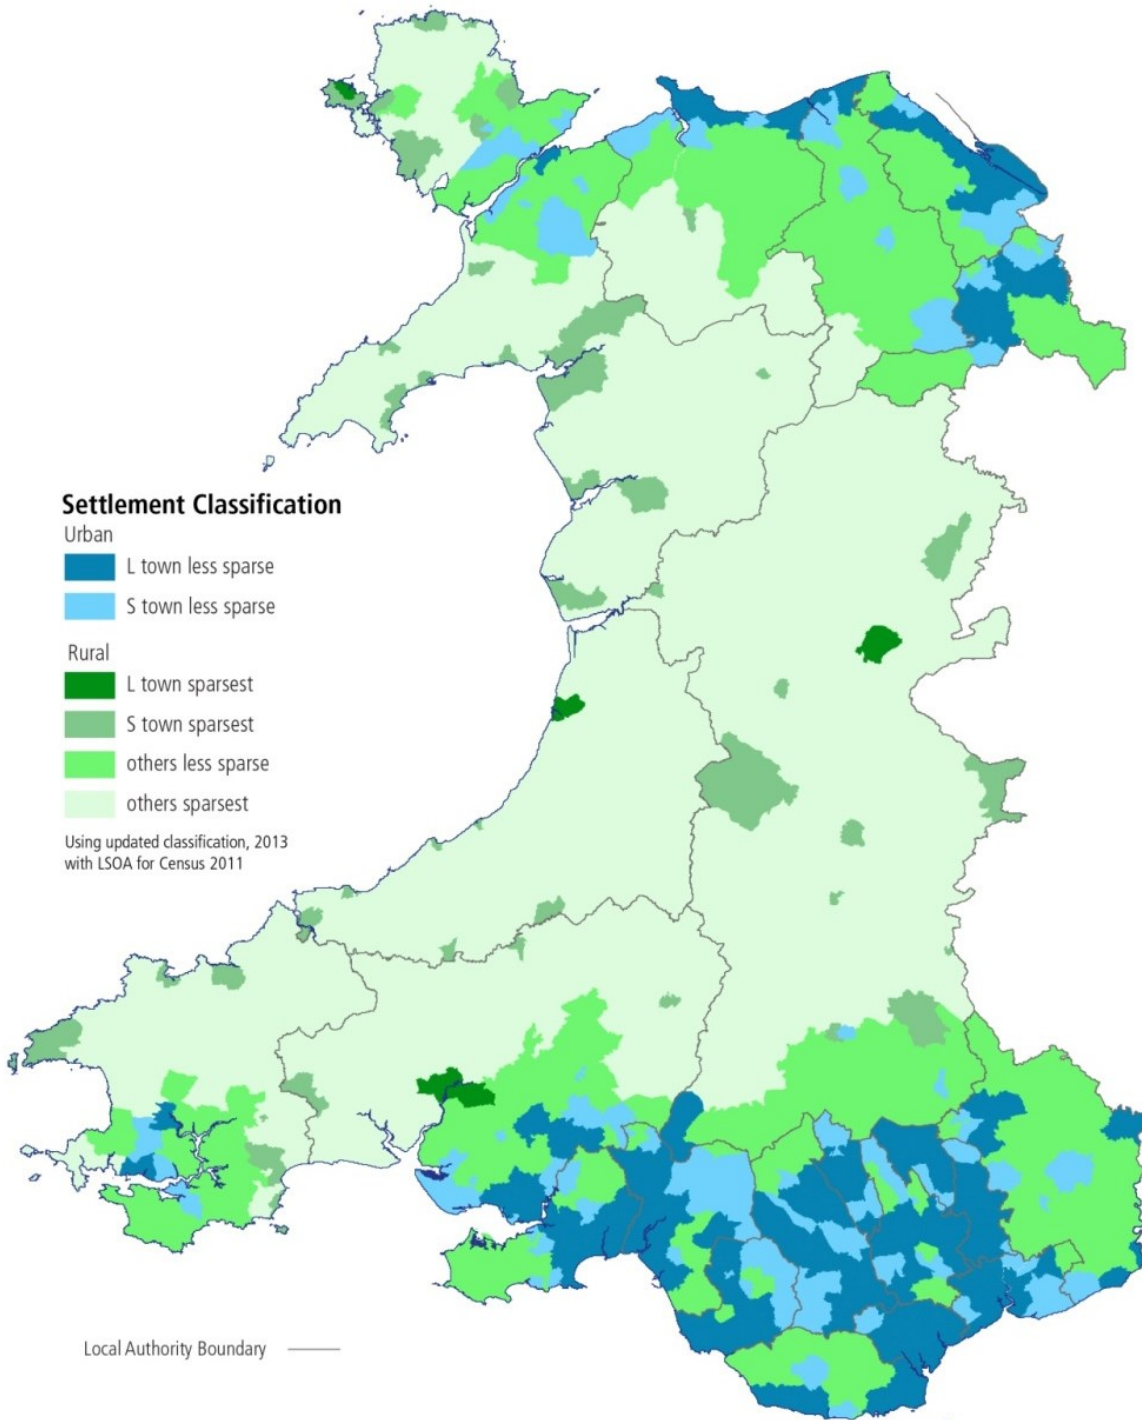 Settlement Classification
Urban
L town less sparse
S town less sparse
Rural
L town sparsest
S town sparsest
others less sparse
others sparsest
Using updated classification, 2013
with LSOA for Census 2011
Local Authority Boundary